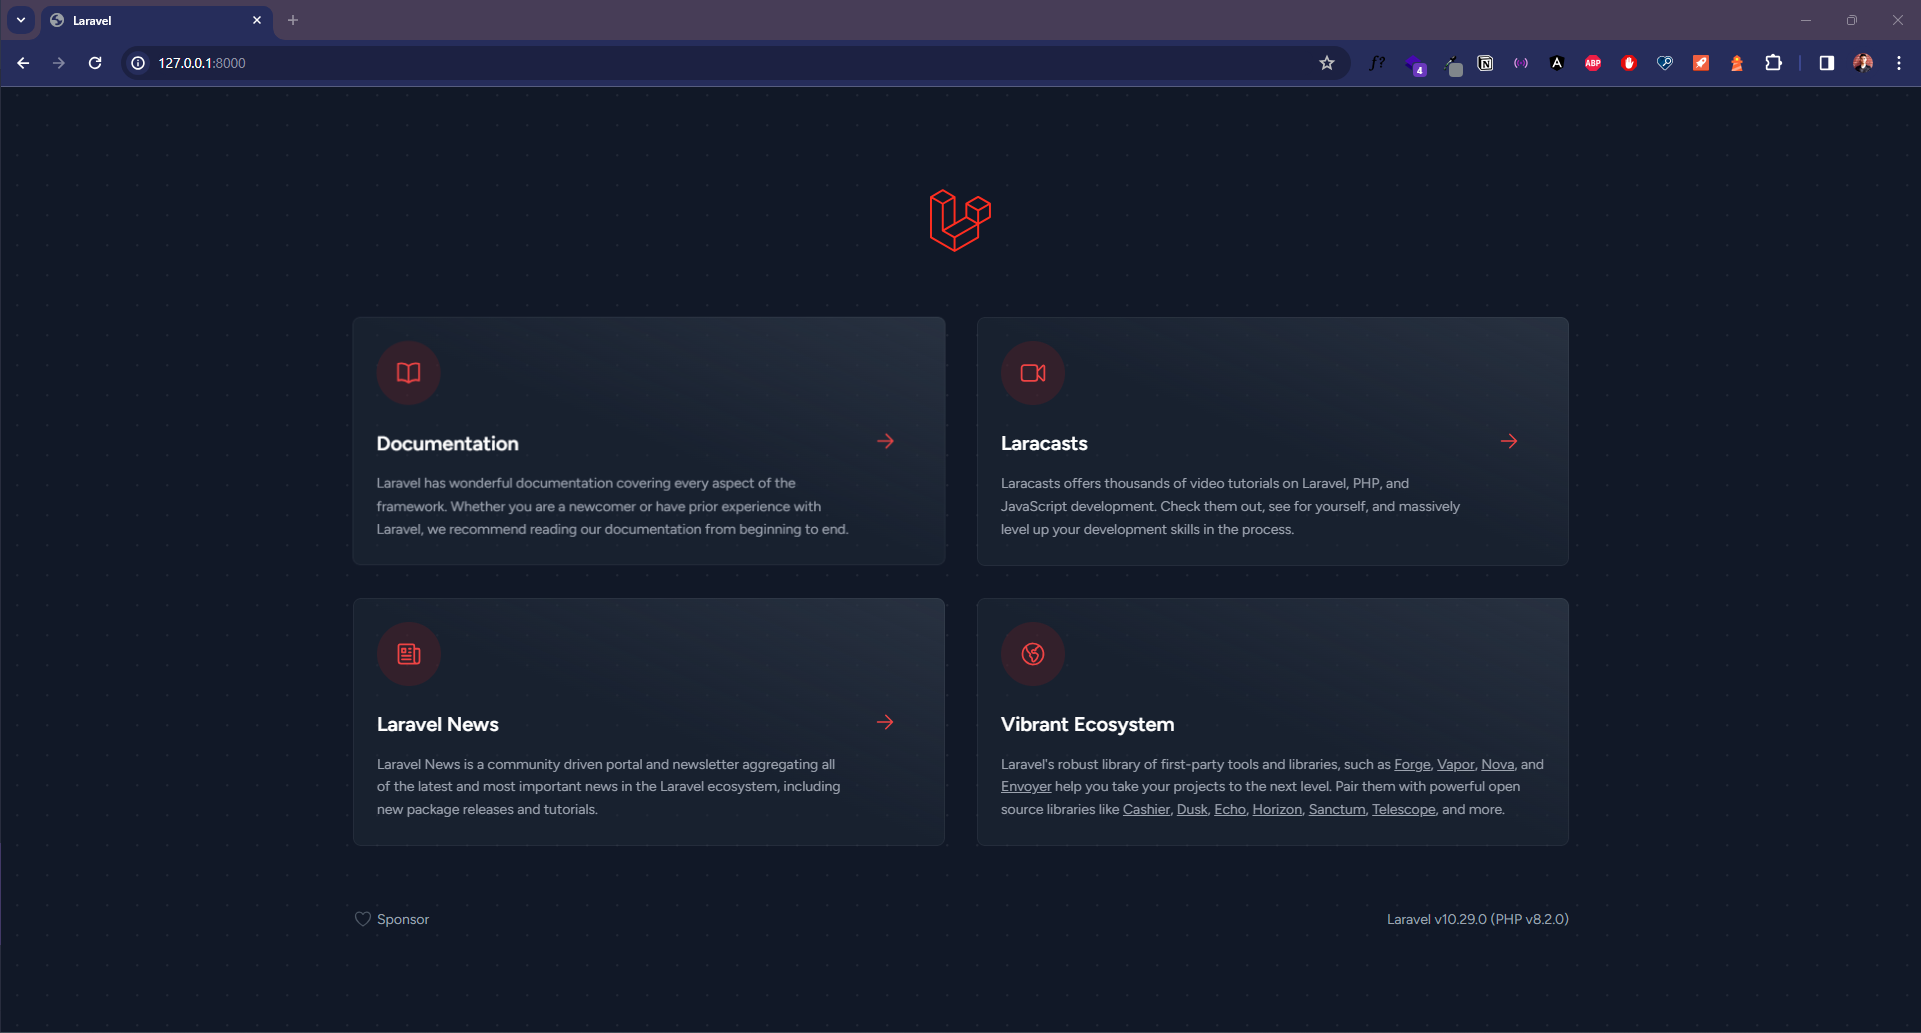 Laravel
127.0.0.1:8000
f?
4
N
A
ABP
Documentation
Laravel has wonderful documentation covering every aspect of the
framework. Whether you are a newcomer or have prior experience with
Laravel, we recommend reading our documentation from beginning to end.
Laracasts
Laracasts offers thousands of video tutorials on Laravel, PHP, and
JavaScript development. Check them out, see for yourself, and massively
level up your development skills in the process.
Laravel News
Laravel News is a community driven portal and newsletter aggregating all
of the latest and most important news in the Laravel ecosystem, including
new package releases and tutorials.
Vibrant Ecosystem
Laravel's robust library of first-party tools and libraries, such as Forge, Vapor, Nova, and
Envoyer help you take your projects to the next level. Pair them with powerful open
source libraries like Cashier, Dusk, Echo, Horizon, Sanctum, Telescope, and more.
Sponsor
Laravel v10.29.0 (PHP v8.2.0)